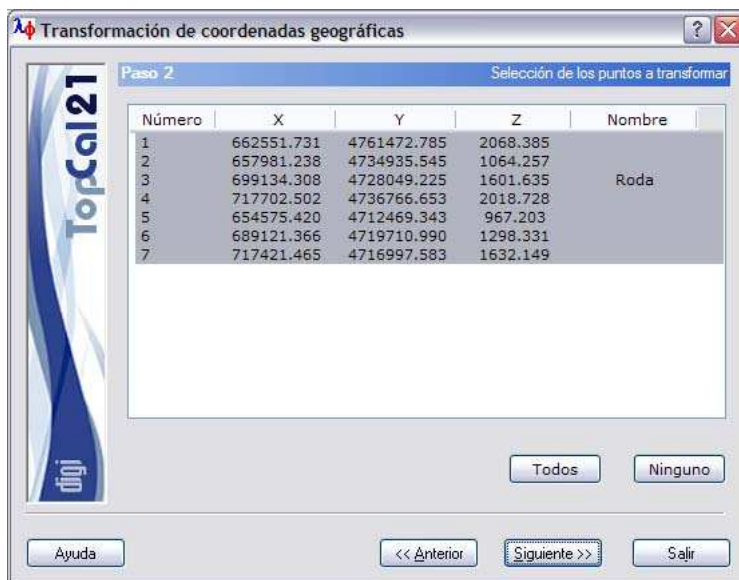 λφ Transformación de coordenadas geográficas
TopCal21
Paso 2 Selección de los puntos a transformar
Número X Y Z Nombre
1 662551.731 4761472.785 2068.385
2 657981.238 4734935.545 1064.257
3 699134.308 4728049.225 1601.635 Roda
4 717702.502 4736766.653 2018.728
5 654575.420 4712469.343 967.203
6 689121.366 4719710.990 1298.331
7 717421.465 4716997.583 1632.149
Todos Ninguno
Ayuda << Anterior Siguiente >> Salir